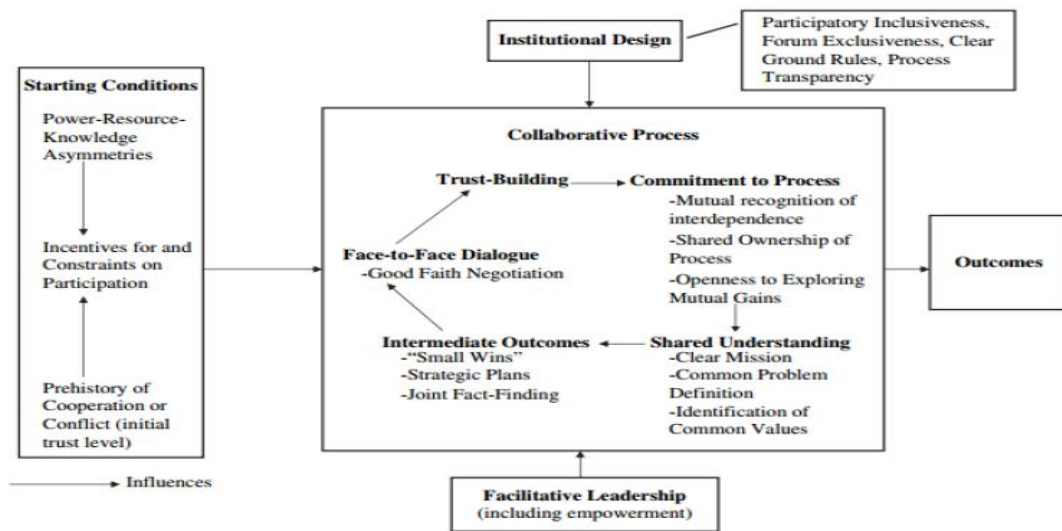 Institutional Design
Participatory Inclusiveness,
Forum Exclusiveness, Clear
Ground Rules, Process
Transparency
Starting Conditions
Power-Resource-
Knowledge
Asymmetries
Incentives for and
Constraints on
Participation
Prehistory of
Cooperation or
Conflict (initial
trust level)
Influences
Collaborative Process
Trust-Building
Commitment to Process
-Mutual recognition of
interdependence
-Shared Ownership of
Process
-Openness to Exploring
Mutual Gains
Face-to-Face Dialogue
-Good Faith Negotiation
Intermediate Outcomes
-“Small Wins”
-Strategic Plans
-Joint Fact-Finding
Shared Understanding
-Clear Mission
-Common Problem
Definition
-Identification of
Common Values
Outcomes
Facilitative Leadership
(including empowerment)